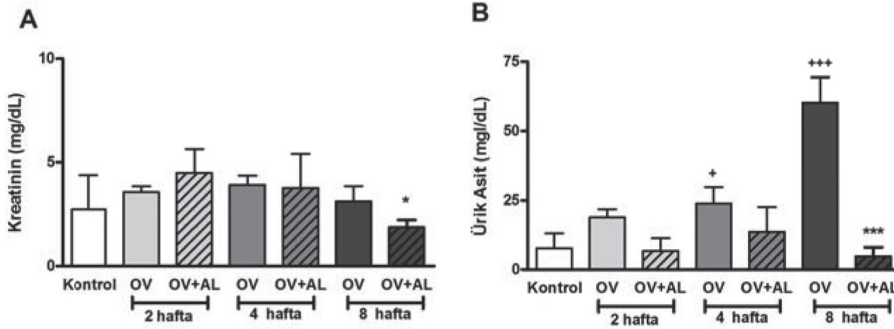 A
Kreatinin (mg/dL)
10
5
0
*
Kontrol OV OV+AL OV OV+AL OV OV+AL
2 hafta 4 hafta 8 hafta
B
Ürik Asit (mgl/dL)
75
50
25
0
+
+++
***
Kontrol OV OV+AL OV OV+AL OV OV+AL
2 hafta 4 hafta 8 hafta